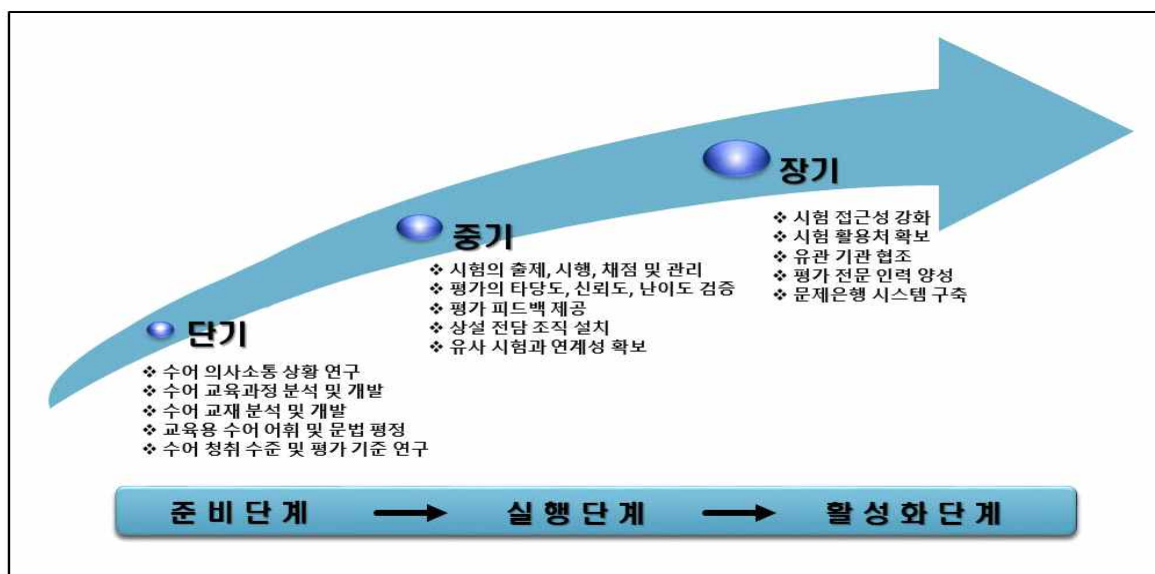 단기
❖ 수어 의사소통 상황 연구
❖ 수어 교육과정 분석 및 개발
❖ 수어 교재 분석 및 개발
❖ 교육용 수어 어휘 및 문법 평정
❖ 수어 청취 수준 및 평가 기준 연구
중기
❖ 시험의 출제, 시행, 채점 및 관리
❖ 평가의 타당도, 신뢰도, 난이도 검증
❖ 평가 피드백 제공
❖ 상설 전담 조직 설치
❖ 유사 시험과 연계성 확보
장기
❖ 시험 접근성 강화
❖ 시험 활용처 확보
❖ 유관 기관 협조
❖ 평가 전문 인력 양성
❖ 문제은행 시스템 구축
준비단계 → 실행단계 → 활성화단계